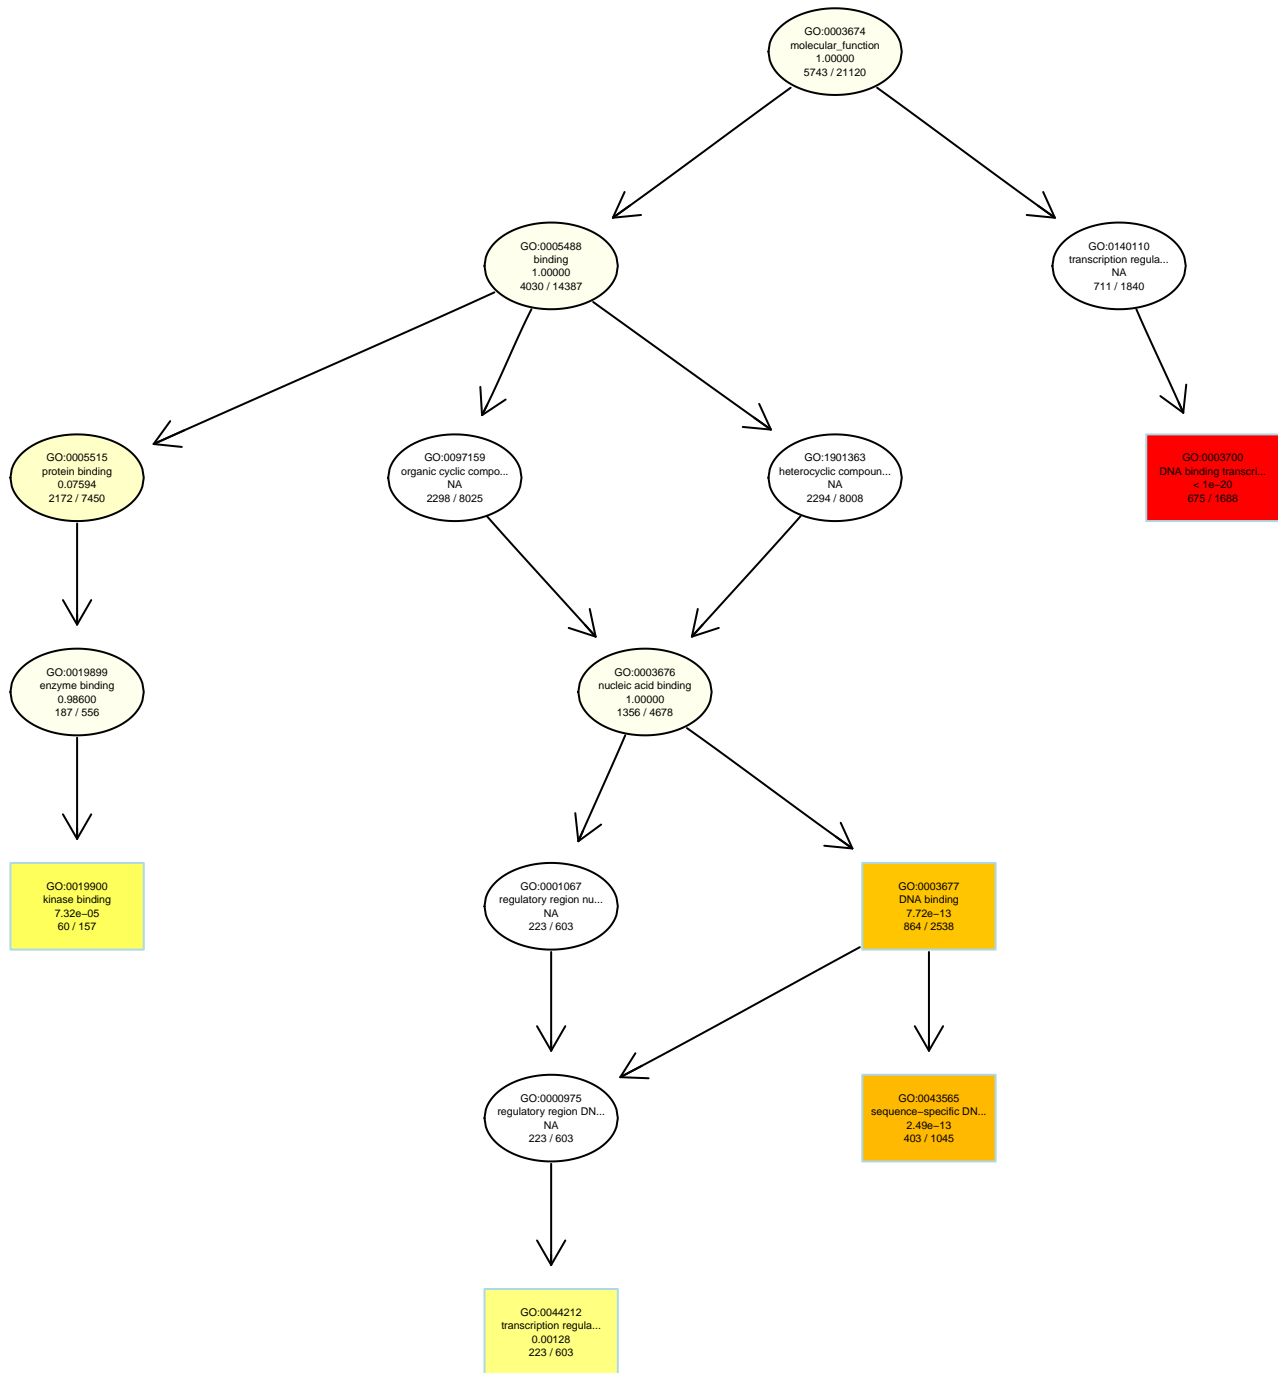 GO:0003674
molecular_function
1.00000
5743 / 21120
GO:0005488
binding
1.00000
4030 / 14387
GO:0140110
transcription regula...
NA
711 / 1840
GO:0005515
protein binding
0.07594
2172 / 7450
GO:0097159
organic cyclic compo...
NA
2298 / 8025
GO:1901363
heterocyclic compoun...
NA
2294 / 8008
GO:0003700
DNA binding transcri...
< 1e−20
675 / 1688
GO:0019899
enzyme binding
0.98600
187 / 556
GO:0003676
nucleic acid binding
1.00000
1356 / 4678
GO:0019900
kinase binding
7.32e−05
60 / 157
GO:0001067
regulatory region nu...
NA
223 / 603
GO:0003677
DNA binding
7.72e−13
864 / 2538
GO:0000975
regulatory region DN...
NA
223 / 603
GO:0043565
sequence−specific DN...
2.49e−13
403 / 1045
GO:0044212
transcription regula...
0.00128
223 / 603